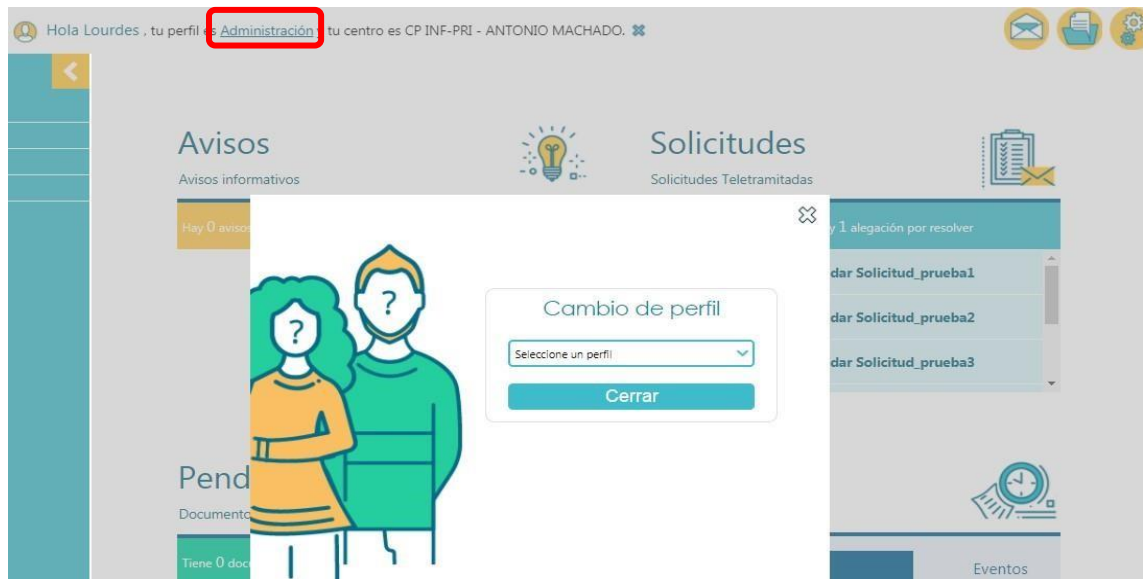 Hola Lourdes , tu perfil es Administración y tu centro es CP INF-PRI - ANTONIO MACHADO.
Avisos
Avisos informativos
Hay 0 avisos
Solicitudes
Solicitudes Teletramitadas
y 1 alegación por resolver
dar Solicitud_prueba1
dar Solicitud_prueba2
dar Solicitud_prueba3
?
?
Cambio de perfil
Seleccione un perfil
Cerrar
Pend
Documento
Tiene 0 doc
Eventos